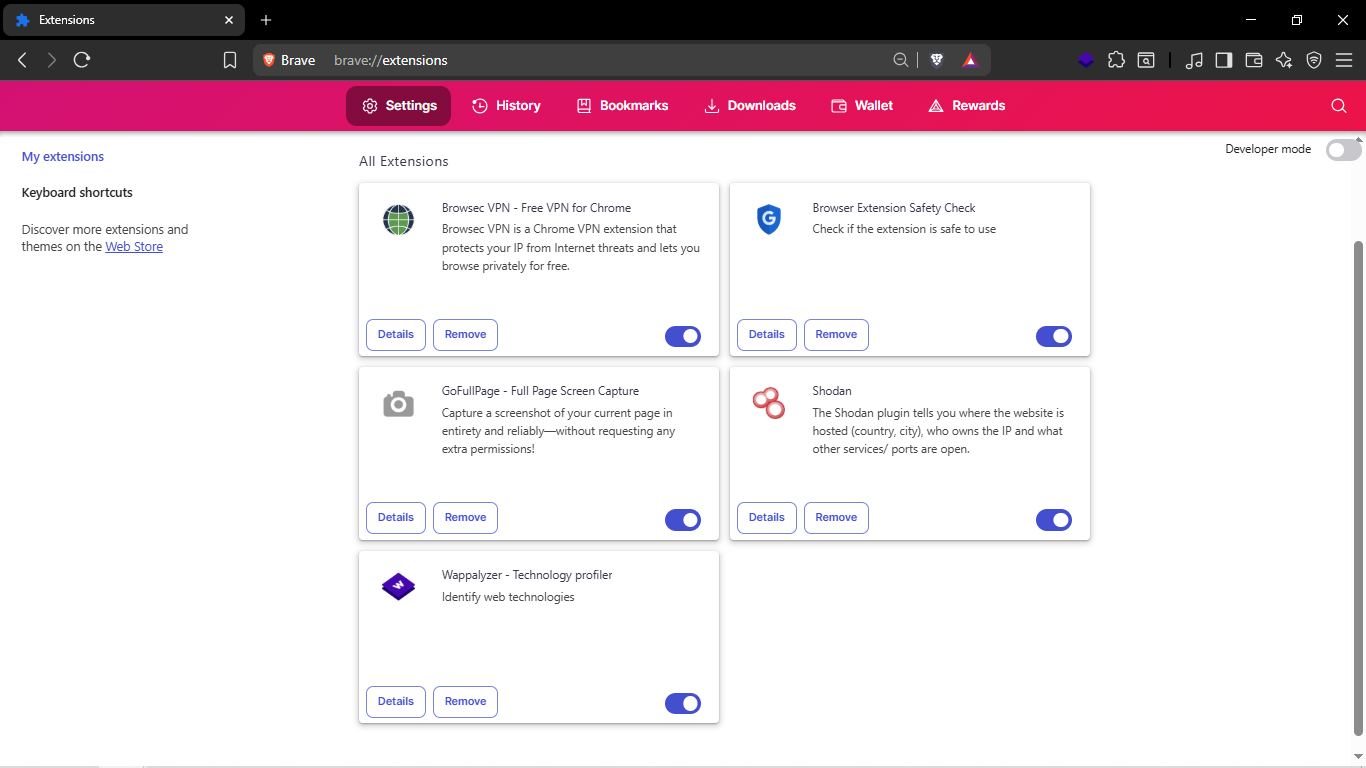 Extensions
Brave
brave://extensions
Settings
History
Bookmarks
Downloads
Wallet
Rewards
My extensions
Keyboard shortcuts
Discover more extensions and
themes on the Web Store
Developer mode
All Extensions
Browsec VPN - Free VPN for Chrome
Browsec VPN is a Chrome VPN extension that
protects your IP from Internet threats and lets you
browse privately for free.
Details
Remove
Browser Extension Safety Check
Check if the extension is safe to use
Details
Remove
GoFullPage - Full Page Screen Capture
Capture a screenshot of your current page in
entirety and reliably—without requesting any
extra permissions!
Details
Remove
Shodan
The Shodan plugin tells you where the website is
hosted (country, city), who owns the IP and what
other services/ ports are open.
Details
Remove
Wappalyzer - Technology profiler
Identify web technologies
Details
Remove